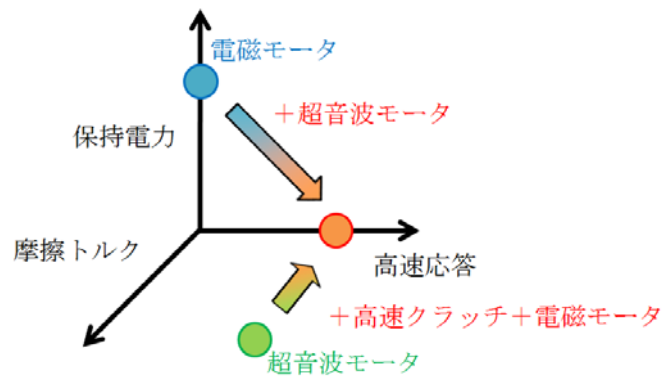 電磁モータ
＋超音波モータ
保持電力
摩擦トルク
高速応答
＋高速クラッチ＋電磁モータ
超音波モータ